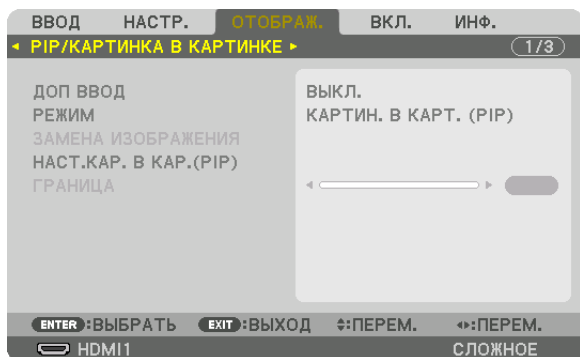 ВВОД НАСТР. ОТОБРАЖ. ВКЛ. ИНФ.
PIP/КАРТИНКА В КАРТИНКЕ 1/3
ДОП ВВОД ВЫКЛ.
РЕЖИМ КАРТИН. В КАРТ. (PIP)
ЗАМЕНА ИЗОБРАЖЕНИЯ
НАСТ.КАР. В КАР.(PIP)
ГРАНИЦА
ENTER :ВЫБРАТЬ EXIT :ВЫХОД :ПЕРЕМ. :ПЕРЕМ.
HDMI1 СЛОЖНОЕ